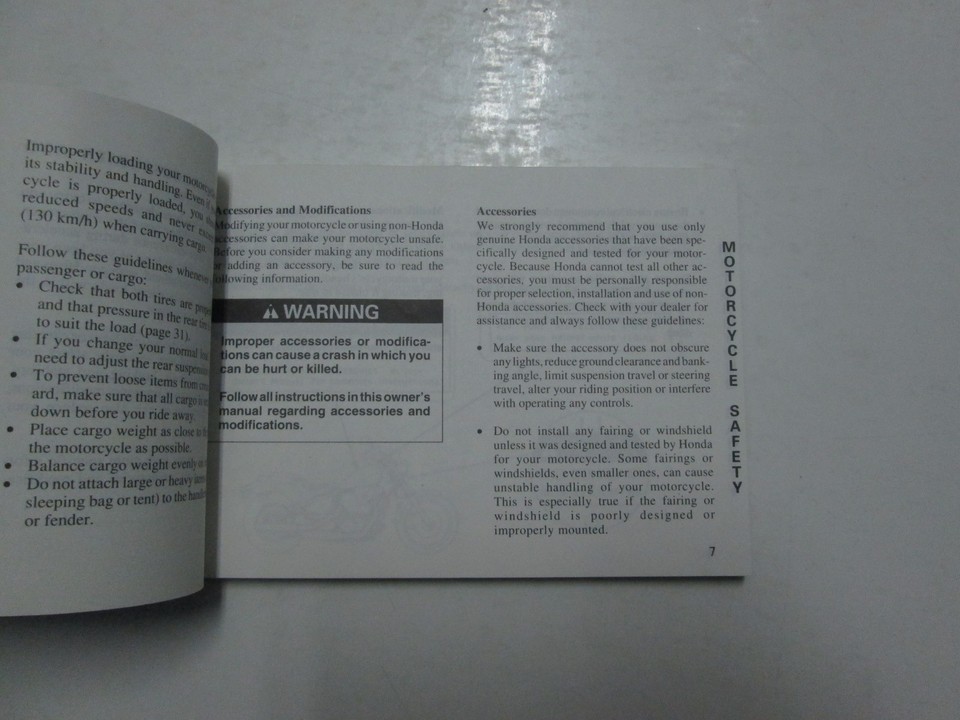 Improperly loading your
its stability and handling. Even
cycle is properly loaded, you
reduced speeds and never
(130 km/h) when carrying cargo.
Follow these guidelines
passenger or cargo:
• Check that both tires are
and that pressure in the rear
to suit the load (page 31).
• If you change your normal
need to adjust the rear
• To prevent loose items from
ard, make sure that all cargo is
down before you ride away.
• Place cargo weight as close
the motorcycle as possible.
• Balance cargo weight evenly
• Do not attach large or heavy
sleeping bag or tent) to the
or fender.
Accessories and Modifications
Modifying your motorcycle or using non-Honda
accessories can make your motorcycle unsafe.
Before you consider making any modifications
or adding an accessory, be sure to read the
following information.
WARNING
Improper accessories or modifica-
tions can cause a crash in which you
can be hurt or killed.
Follow all instructions in this owner's
manual regarding accessories and
modifications.
Accessories
We strongly recommend that you use only
genuine Honda accessories that have been spe-
cifically designed and tested for your motor-
cycle. Because Honda cannot test all other ac-
cessories, you must be personally responsible
for proper selection, installation and use of non-
Honda accessories. Check with your dealer for
assistance and always follow these guidelines:
• Make sure the accessory does not obscure
any lights, reduce ground clearance and bank-
ing angle, limit suspension travel or steering
travel, alter your riding position or interfere
with operating any controls.
• Do not install any fairing or windshield
unless it was designed and tested by Honda
for your motorcycle. Some fairings or
windshields, even smaller ones, can cause
unstable handling of your motorcycle.
This is especially true if the fairing or
windshield is poorly designed or
improperly mounted.
MOTORCYCLE SAFETY
7